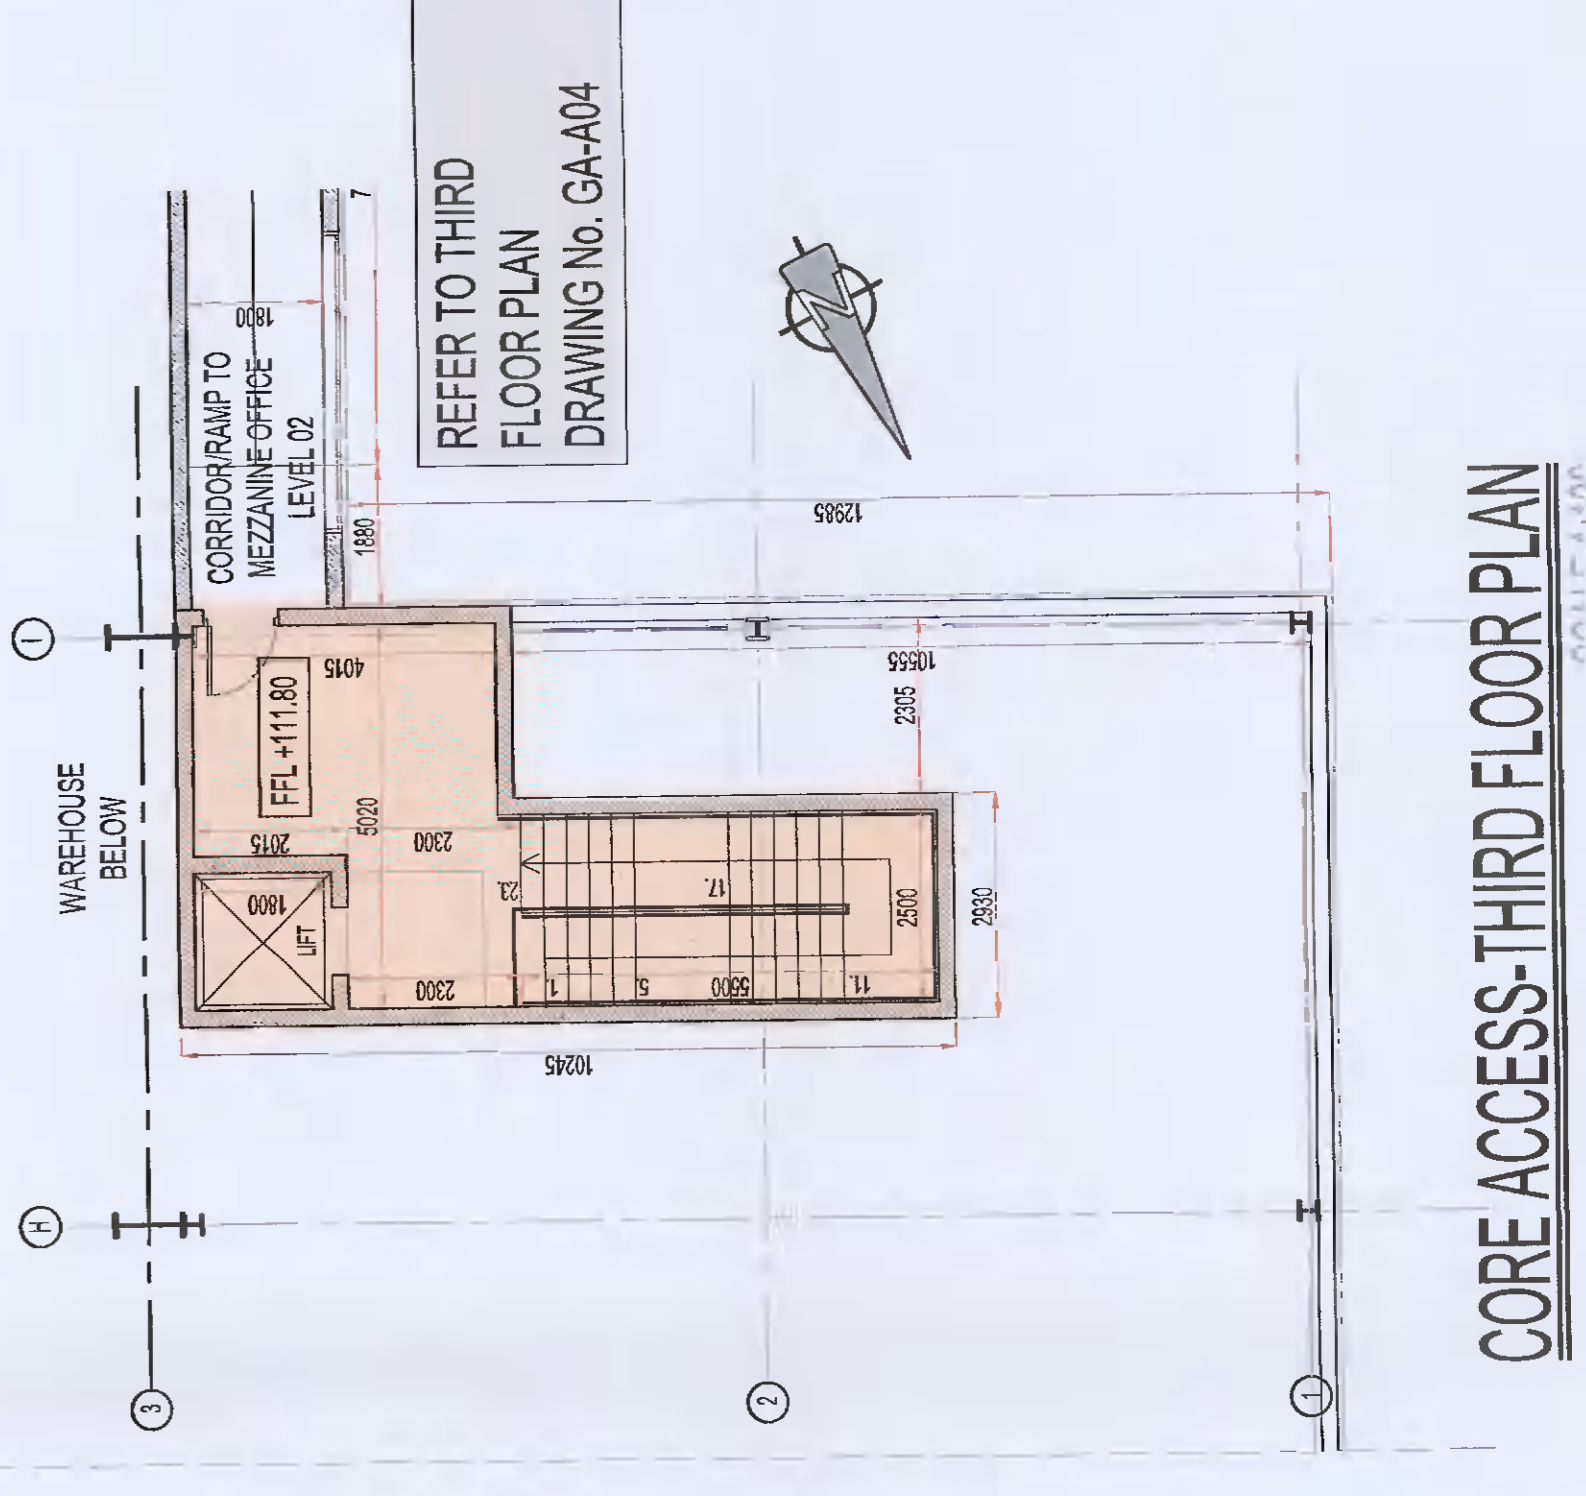 WAREHOUSE
BELOW
CORRIDOR/RAMP TO
MEZZANINE OFFICE
LEVEL 02
1800
7
1880
REFER TO THIRD
FLOOR PLAN
DRAWING No. GA-A04
12985
I
H
3
2
1
FFL +111.80
4015
2015
5020
2300
1800
LIFT
2300
10555
2305
23.
17.
1.
5.
5500
11.
2500
2930
10245
N
CORE ACCESS-THIRD FLOOR PLAN